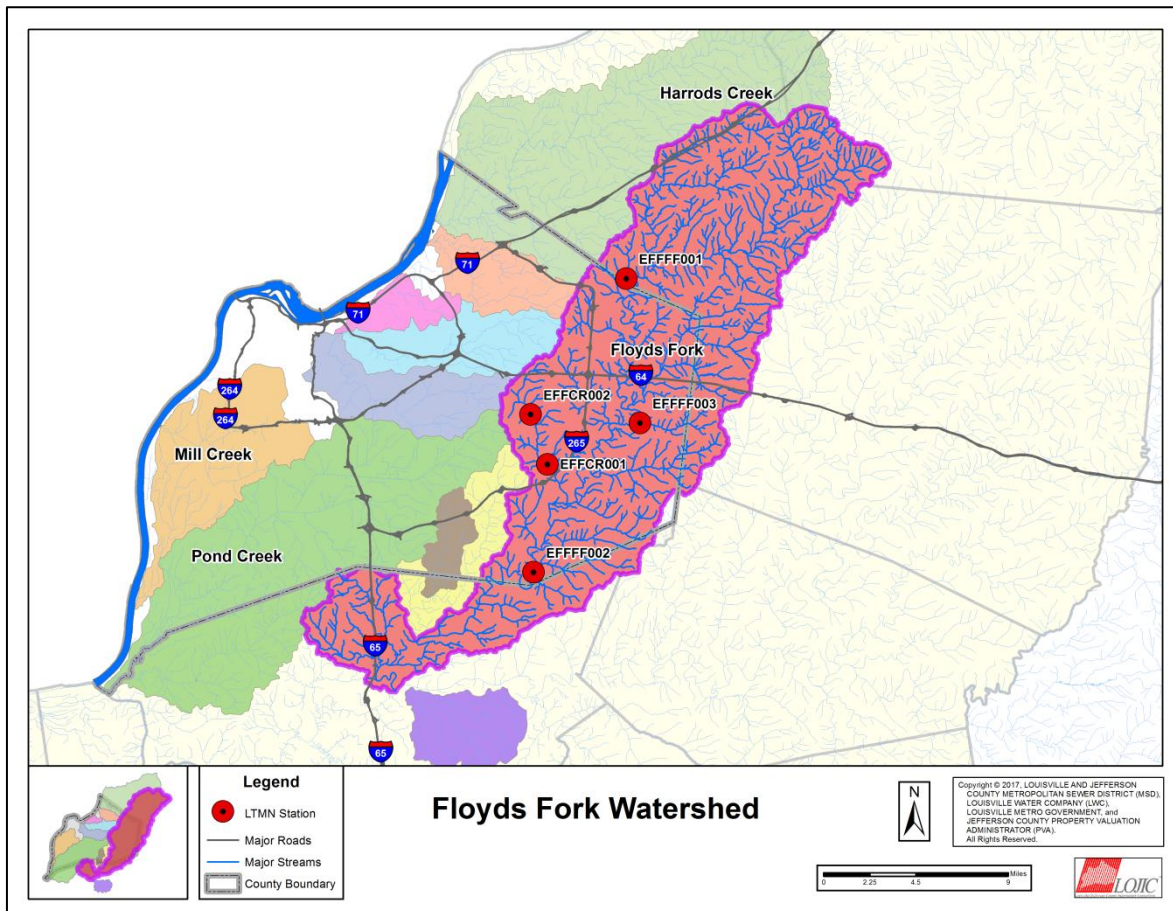 Harrods Creek
EFFFF001
71
71
Floyds Fork
64
264
EFFCR002
EFFFF003
264
265
Mill Creek
EFFCR001
Pond Creek
EFFFF002
65
65
Legend
LTMN Station
Major Roads
Major Streams
County Boundary
Floyds Fork Watershed
N
Copyright © 2017, LOUISVILLE AND JEFFERSON
COUNTY METROPOLITAN SEWER DISTRICT (MSD),
LOUISVILLE WATER COMPANY (LWC),
LOUISVILLE METRO GOVERNMENT, and
JEFFERSON COUNTY PROPERTY VALUATION
ADMINISTRATOR (PVA).
All Rights Reserved.
Miles
0 2.25 4.5 9
LOJIC